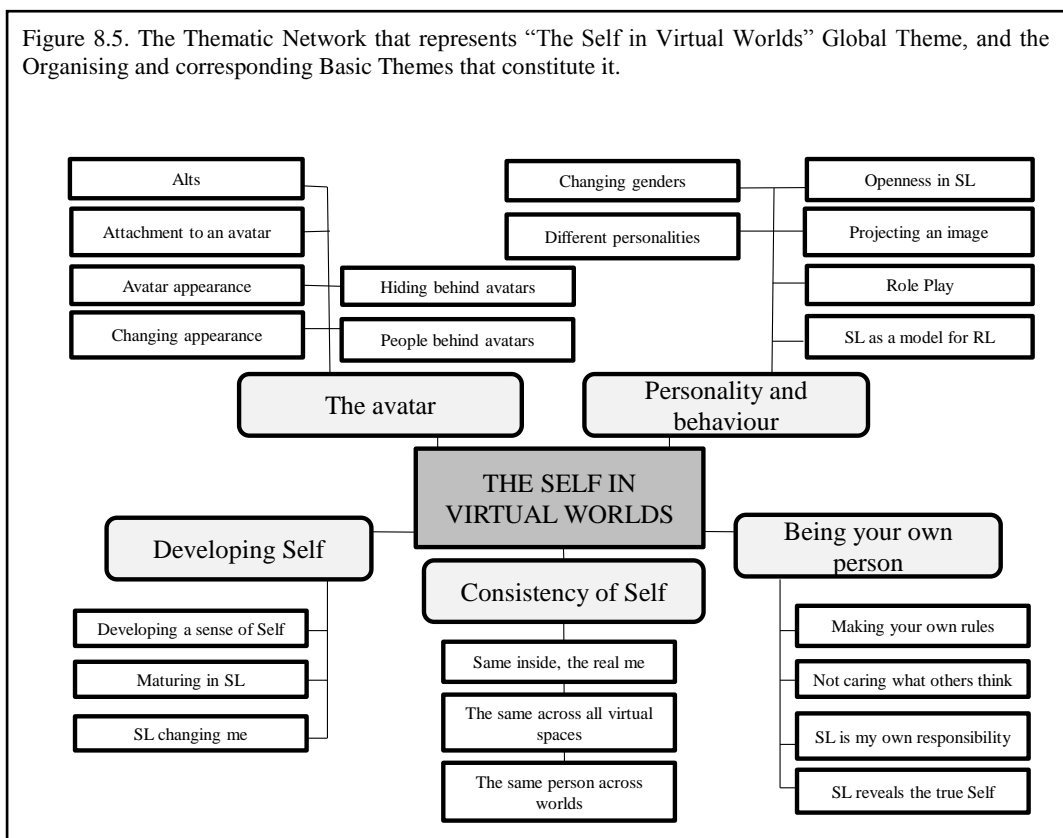 Figure 8.5. The Thematic Network that represents “The Self in Virtual Worlds” Global Theme, and the
Organising and corresponding Basic Themes that constitute it.
Alts
Attachment to an avatar
Avatar appearance
Changing appearance
Hiding behind avatars
People behind avatars
The avatar
Changing genders
Different personalities
Openness in SL
Projecting an image
Role Play
SL as a model for RL
Personality and
behaviour
THE SELF IN
VIRTUAL WORLDS
Developing Self
Developing a sense of Self
Maturing in SL
SL changing me
Consistency of Self
Same inside, the real me
The same across all virtual
spaces
The same person across
worlds
Being your own
person
Making your own rules
Not caring what others think
SL is my own responsibility
SL reveals the true Self